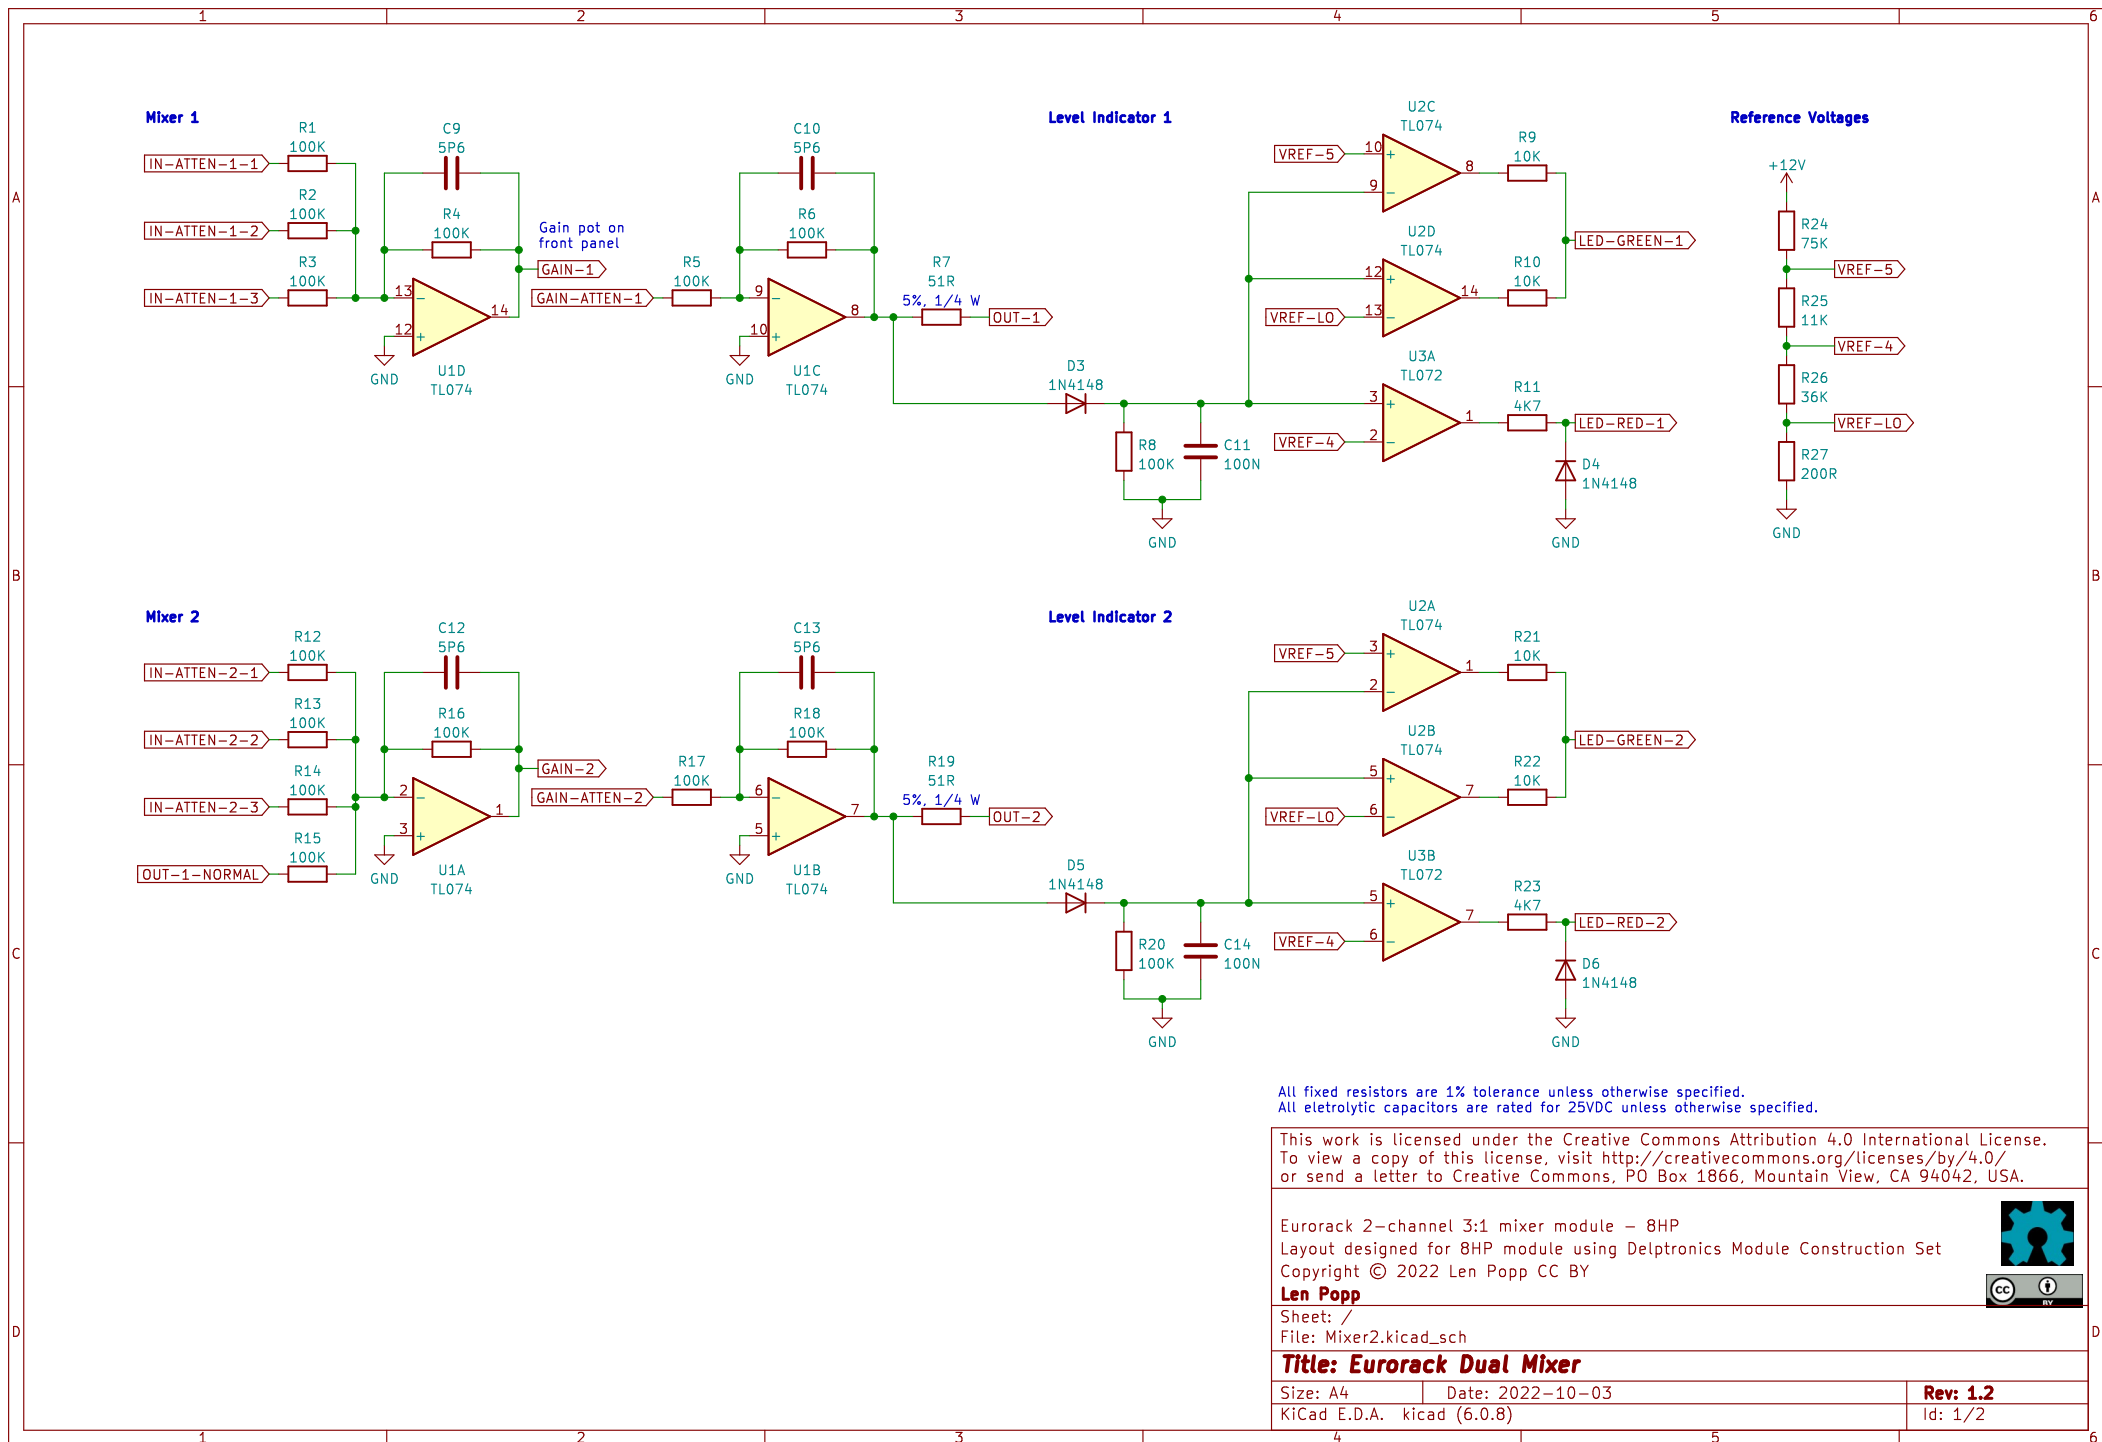 1 2 3 4 5 6
A
B
C
D
A
B
C
D
Mixer 1
R1
100K
IN-ATTEN-1-1
R2
100K
IN-ATTEN-1-2
R3
100K
IN-ATTEN-1-3
C9
5P6
R4
100K
13
12
14
−
+
GND
U1D
TL074
Gain pot on
front panel
GAIN-1
GAIN-ATTEN-1
R5
100K
C10
5P6
R6
100K
9
10
8
−
+
GND
U1C
TL074
R7
51R
5%, 1/4 W
OUT-1
Level Indicator 1
D3
1N4148
R8
100K
C11
100N
GND
U2C
TL074
VREF-5
10
9
8
+
−
R9
10K
U2D
TL074
12
VREF-LO
13
14
+
−
R10
10K
LED-GREEN-1
U3A
TL072
3
VREF-4
2
1
+
−
R11
4K7
LED-RED-1
D4
1N4148
GND
Reference Voltages
+12V
R24
75K
VREF-5
R25
11K
VREF-4
R26
36K
VREF-LO
R27
200R
GND
Mixer 2
R12
100K
IN-ATTEN-2-1
R13
100K
IN-ATTEN-2-2
R14
100K
IN-ATTEN-2-3
R15
100K
OUT-1-NORMAL
C12
5P6
R16
100K
2
3
1
−
+
GND
U1A
TL074
GAIN-2
GAIN-ATTEN-2
R17
100K
C13
5P6
R18
100K
6
5
7
−
+
GND
U1B
TL074
R19
51R
5%, 1/4 W
OUT-2
Level Indicator 2
D5
1N4148
R20
100K
C14
100N
GND
U2A
TL074
VREF-5
3
2
1
+
−
R21
10K
U2B
TL074
5
VREF-LO
6
7
+
−
R22
10K
LED-GREEN-2
U3B
TL072
5
VREF-4
6
7
+
−
R23
4K7
LED-RED-2
D6
1N4148
GND
All fixed resistors are 1% tolerance unless otherwise specified.
All eletrolytic capacitors are rated for 25VDC unless otherwise specified.
This work is licensed under the Creative Commons Attribution 4.0 International License.
To view a copy of this license, visit http://creativecommons.org/licenses/by/4.0/
or send a letter to Creative Commons, PO Box 1866, Mountain View, CA 94042, USA.
Eurorack 2-channel 3:1 mixer module - 8HP
Layout designed for 8HP module using Delptronics Module Construction Set
Copyright © 2022 Len Popp CC BY
Len Popp
cc
BY
Sheet: /
File: Mixer2.kicad_sch
Title: Eurorack Dual Mixer
Size: A4 Date: 2022-10-03 Rev: 1.2
KiCad E.D.A. kicad (6.0.8) Id: 1/2
1 2 3 4 5 6